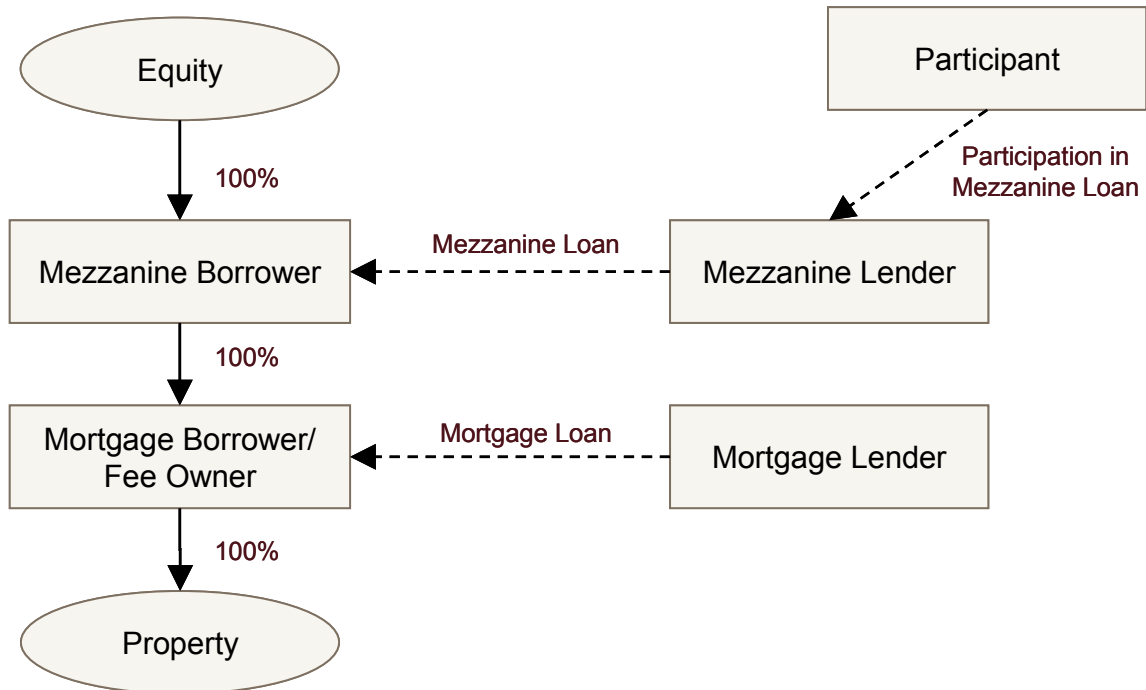 Equity
Participant
100%
Participation in
Mezzanine Loan
Mezzanine Borrower
Mezzanine Loan
Mezzanine Lender
100%
Mortgage Borrower/
Fee Owner
Mortgage Loan
Mortgage Lender
100%
Property